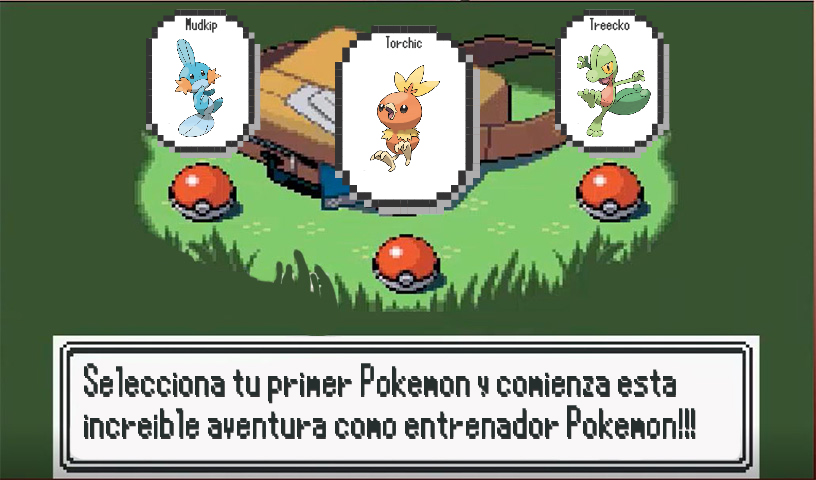 Mudkip
Torchic
Treecko
Selecciona tu primer Pokemon y comienza esta
increible aventura como entrenador Pokemon!!!